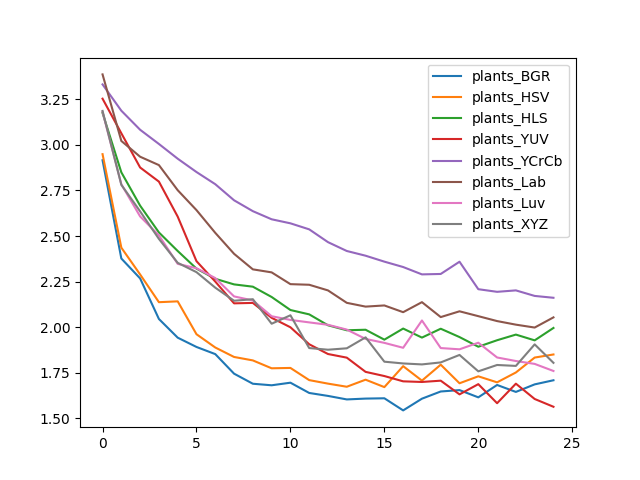 plants_BGR
plants_HSV
plants_HLS
plants_YUV
plants_YCrCb
plants_Lab
plants_Luv
plants_XYZ
3.25
3.00
2.75
2.50
2.25
2.00
1.75
1.50
0 5 10 15 20 25